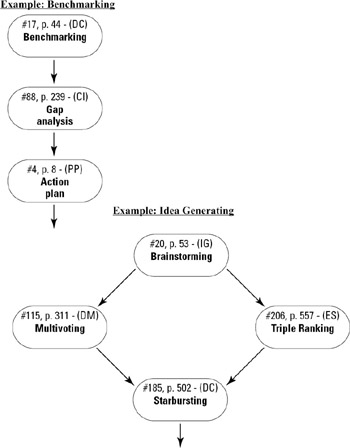 Example: Benchmarking
#17, p. 44 - (DC)
Benchmarking
#88, p. 239 - (CI)
Gap
analysis
#4, p. 8 - (PP)
Action
plan
Example: Idea Generating
#20, p. 53 - (IG)
Brainstorming
#115, p. 311 - (DM)
Multivoting
#206, p. 557 - (ES)
Triple Ranking
#185, p. 502 - (DC)
Starbursting